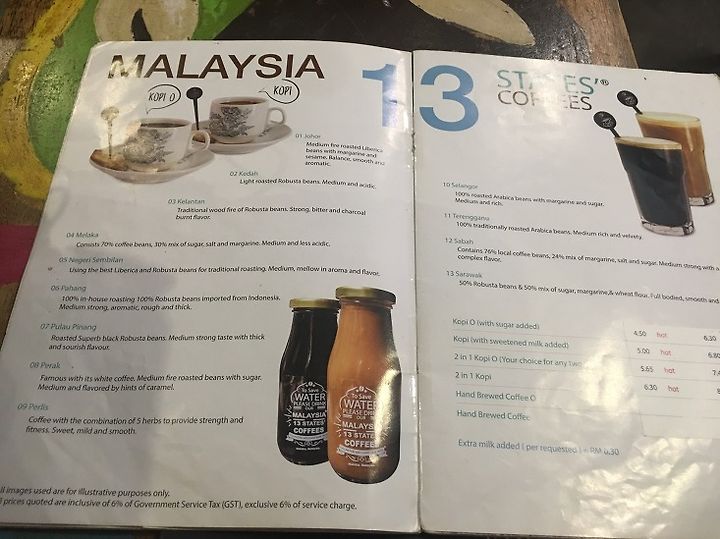 MALAYSIA 13 STATES'®
COFFEES
KOPI O
KOPI
01 Johor
Medium fire roasted Liberica
beans with margarine and
sesame. Balance, smooth and
aromatic.
02 Kedah
Light roasted Robusta beans. Medium and acidic.
03 Kelantan
Traditional wood fire of Robusta beans. Strong, bitter and charcoal
burnt flavor.
04 Melaka
Consists 70% coffee beans, 30% mix of sugar, salt and margarine. Medium and less acidic.
05 Negeri Sembilan
Using the best Liberica and Robusta beans for traditional roasting. Medium, mellow in aroma and flavor.
06 Pahang
100% in-house roasting 100% Robusta beans imported from Indonesia.
Medium strong, aromatic, rough and thick.
07 Pulau Pinang
Roasted Superb black Robusta beans. Medium strong taste with thick
and sourish flavour.
08 Perak
Famous with its white coffee. Medium fire roasted beans with sugar.
Medium and flavored by hints of caramel.
09 Perlis
Coffee with the combination of 5 herbs to provide strength and
fitness. Sweet, mild and smooth.
To Save
WATER
PLEASE DRINK
OUR
MALAYSIA
13 STATES'
COFFEES
To Save
WATER
PLEASE DRINK
OUR
MALAYSIA
13 STATES'
COFFEES
ll images used are for illustrative purposes only.
l prices quoted are inclusive of 6% of Government Service Tax (GST), exclusive 6% of service charge.
10 Selangor
100% roasted Arabica beans with margarine and sugar.
Medium and rich.
11 Terengganu
100% traditionally roasted Arabica beans. Medium rich and velvety.
12 Sabah
Contains 76% local coffee beans, 24% mix of margarine, salt and sugar. Medium strong with a
complex flavor.
13 Sarawak
50% Robusta beans & 50% mix of sugar, margarine,& wheat flour. Full bodied, smooth and
Kopi O (with sugar added) 4.50 hot 6.30
Kopi (with sweetened milk added) 5.00 hot 6.80
2 in 1 Kopi O (Your choice for any two 5.65 hot 7.4
2 in 1 Kopi 6.30 hot 8
Hand Brewed Coffee O
Hand Brewed Coffee
Extra milk added ( per requested ) + RM 0.30